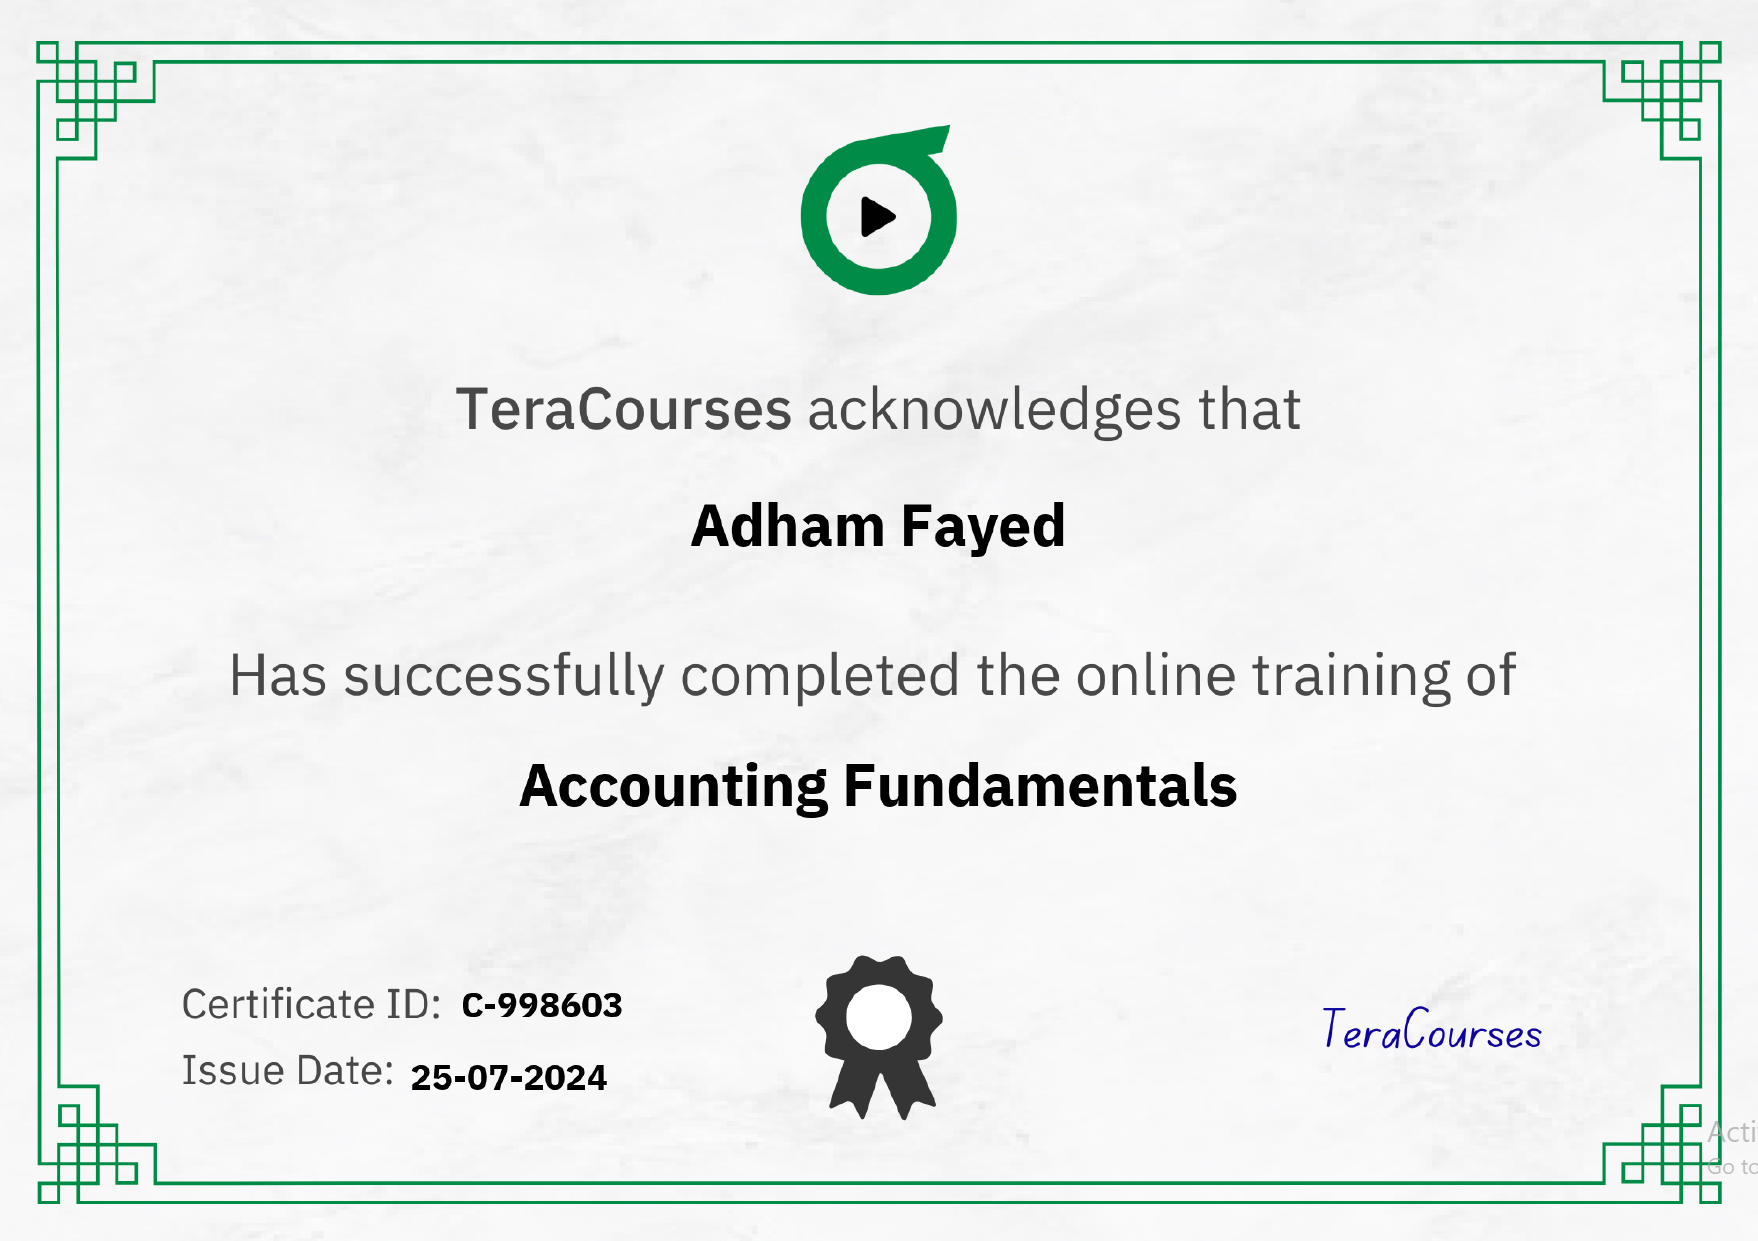 TeraCourses acknowledges that
Adham Fayed
Has successfully completed the online training of
Accounting Fundamentals
Certificate ID: C-998603
Issue Date: 25-07-2024
TeraCourses
Acti
Go to